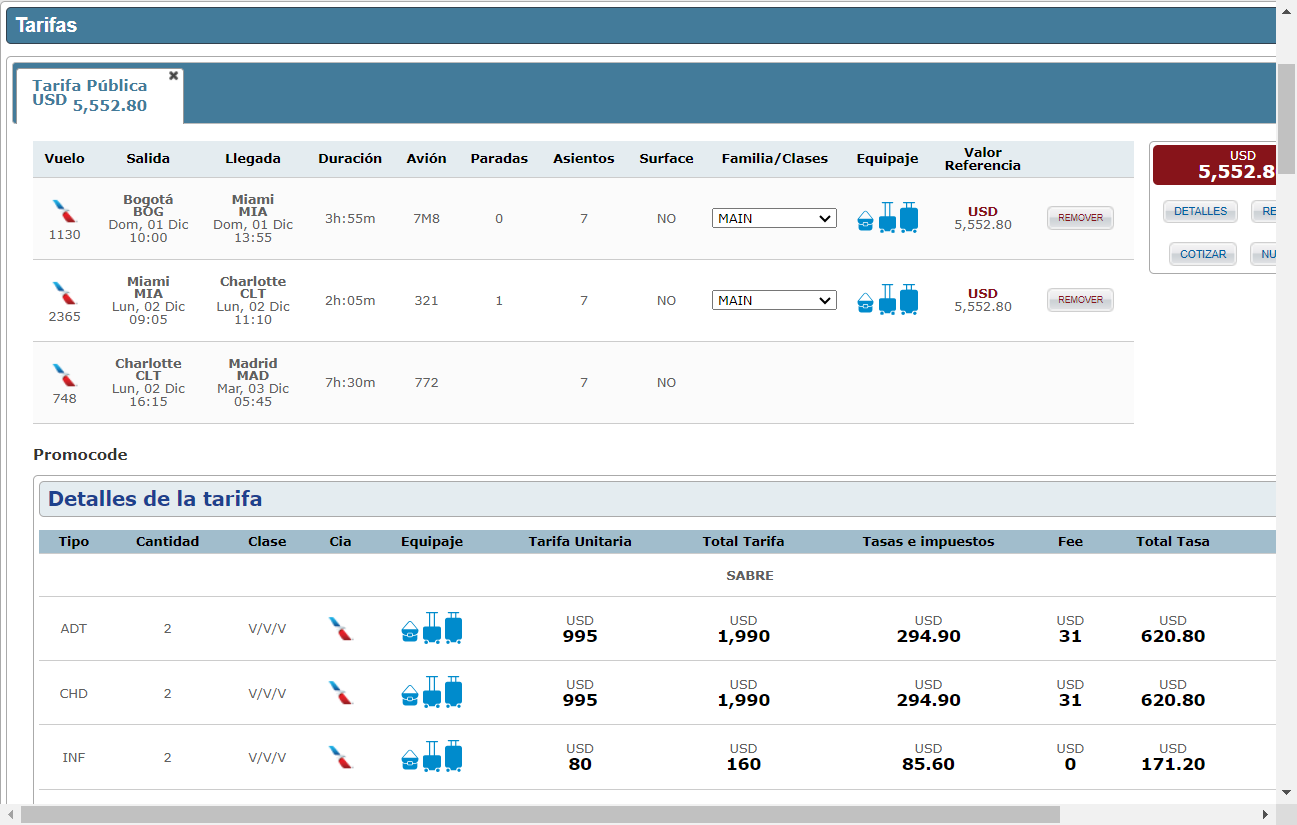 Tarifas
Tarifa Pública
USD 5,552.80
Vuelo Salida Llegada Duración Avión Paradas Asientos Surface Familia/Clases Equipaje Valor Referencia
USD
5,552.8
Bogotá Miami
BOG MIA
Dom, 01 Dic Dom, 01 Dic
1130 10:00 13:55 3h:55m 7M8 0 7 NO MAIN USD 5,552.80 REMOVER
DETALLES RE
COTIZAR NU
Miami Charlotte
MIA CLT
Lun, 02 Dic Lun, 02 Dic
2365 09:05 11:10 2h:05m 321 1 7 NO MAIN USD 5,552.80 REMOVER
Charlotte Madrid
CLT MAD
Lun, 02 Dic Mar, 03 Dic
748 16:15 05:45 7h:30m 772 7 NO
Promocode
Detalles de la tarifa
Tipo Cantidad Clase Cia Equipaje Tarifa Unitaria Total Tarifa Tasas e impuestos Fee Total Tasa
SABRE
USD USD USD USD USD
ADT 2 V/V/V 995 1,990 294.90 31 620.80
USD USD USD USD USD
CHD 2 V/V/V 995 1,990 294.90 31 620.80
USD USD USD USD USD
INF 2 V/V/V 80 160 85.60 0 171.20